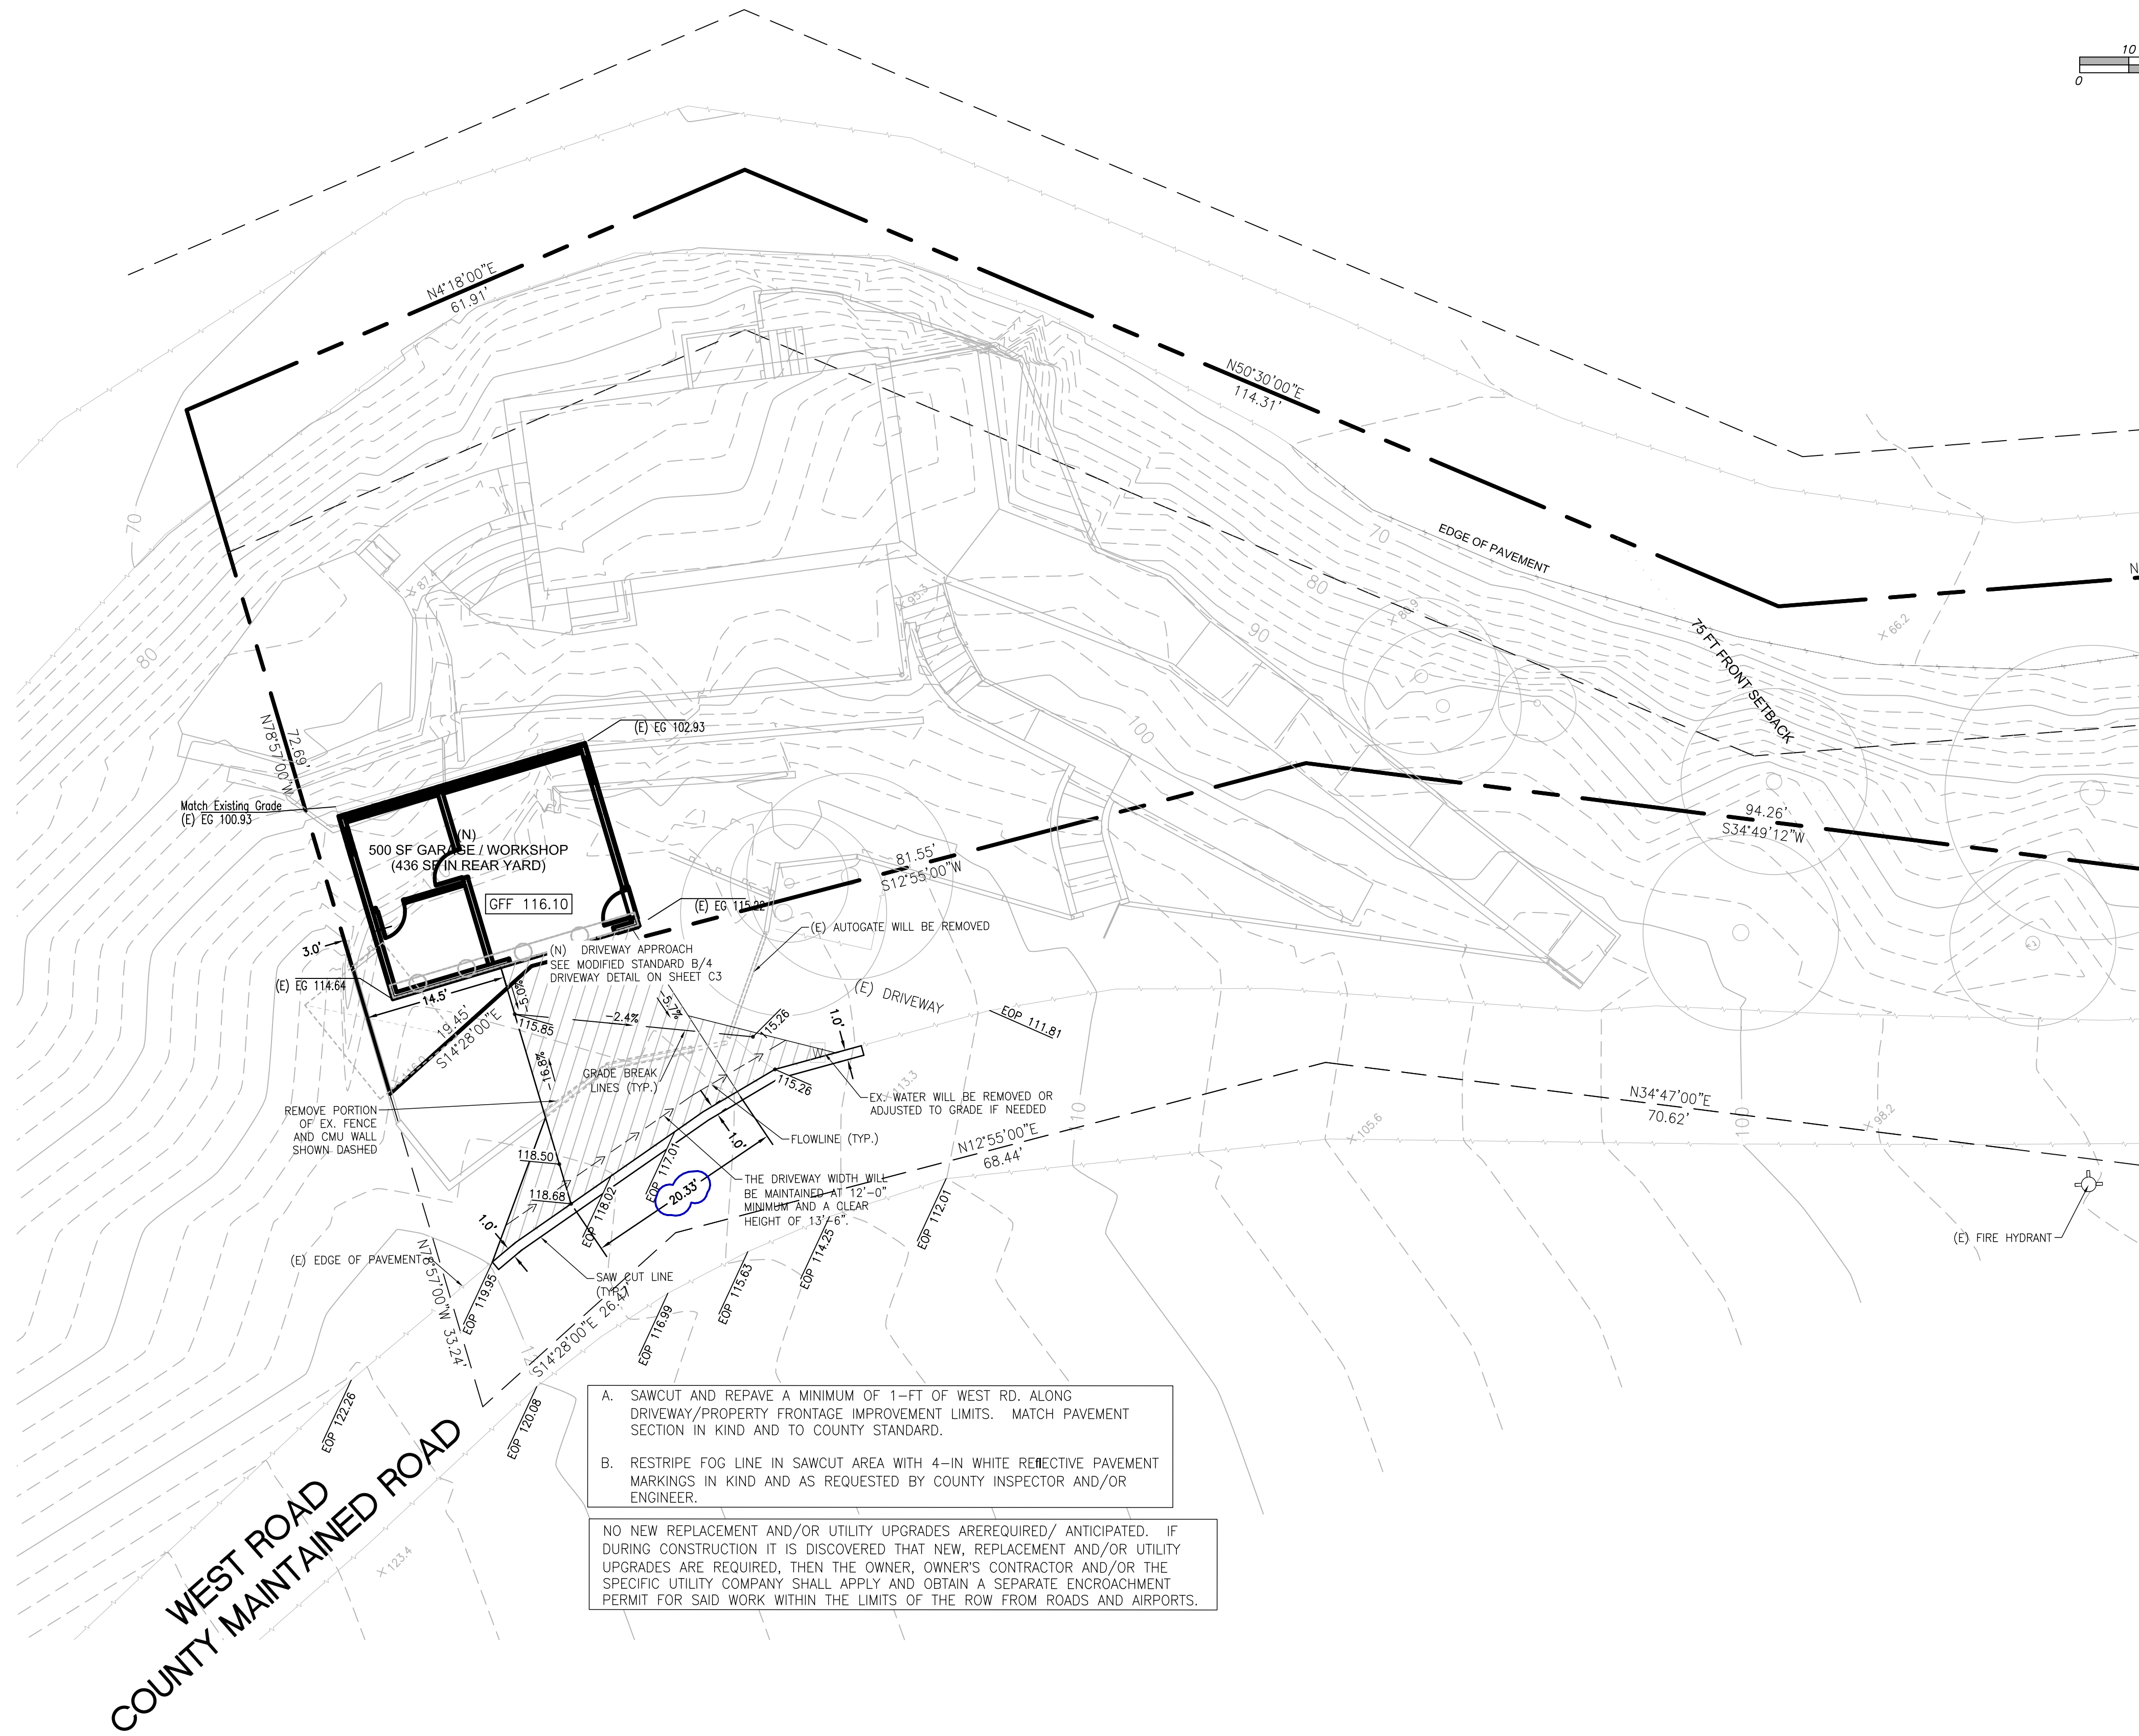 10
0
N4°18'00"E
61.91'
N50°30'00"E
114.31'
70
EDGE OF PAVEMENT
70
80
90
100
X 87.4
X 95.3
X 66.2
75 FT FRONT SETBACK
N
80
N78°57'00"W
72.69'
(E) EG 102.93
Match Existing Grade
(E) EG 100.93
(N)
500 SF GARAGE / WORKSHOP
(436 SF IN REAR YARD)
GFF 116.10
(E) EG 115.22
81.55'
S12°55'00"W
94.26'
S34°49'12"W
(E) AUTOGATE WILL BE REMOVED
(N) DRIVEWAY APPROACH
SEE MODIFIED STANDARD B/4
DRIVEWAY DETAIL ON SHEET C3
3.0'
(E) EG 114.64
14.5'
19.45'
S14°28'00"E
-5.0%
115.85
-2.4%
-5.7%
115.26
1.0'
(E) DRIVEWAY
EOP 111.81
-16.8%
GRADE BREAK
LINES (TYP.)
W
115.26
X 113.3
EX. WATER WILL BE REMOVED OR
ADJUSTED TO GRADE IF NEEDED
REMOVE PORTION
OF EX. FENCE
AND CMU WALL
SHOWN DASHED
FLOWLINE (TYP.)
1.0'
110
N12°55'00"E
68.44'
X 105.6
N34°47'00"E
70.62'
100
X 98.2
118.50
EOP 117.01
118.68
EOP 118.02
20.33'
THE DRIVEWAY WIDTH WILL
BE MAINTAINED AT 12'-0"
MINIMUM AND A CLEAR
HEIGHT OF 13'-6".
1.0'
EOP 112.01
EOP 114.25
(E) FIRE HYDRANT
(E) EDGE OF PAVEMENT
SAW CUT LINE
(TYP.)
EOP 119.95
N78°57'00"W 33.24'
S14°28'00"E 26.47'
EOP 115.63
EOP 116.99
EOP 122.26
EOP 120.08
X 123.4
WEST ROAD
COUNTY MAINTAINED ROAD
A. SAWCUT AND REPAVE A MINIMUM OF 1-FT OF WEST RD. ALONG
DRIVEWAY/PROPERTY FRONTAGE IMPROVEMENT LIMITS. MATCH PAVEMENT
SECTION IN KIND AND TO COUNTY STANDARD.
B. RESTRIPE FOG LINE IN SAWCUT AREA WITH 4-IN WHITE REflECTIVE PAVEMENT
MARKINGS IN KIND AND AS REQUESTED BY COUNTY INSPECTOR AND/OR
ENGINEER.
NO NEW REPLACEMENT AND/OR UTILITY UPGRADES AREREQUIRED/ ANTICIPATED. IF
DURING CONSTRUCTION IT IS DISCOVERED THAT NEW, REPLACEMENT AND/OR UTILITY
UPGRADES ARE REQUIRED, THEN THE OWNER, OWNER'S CONTRACTOR AND/OR THE
SPECIFIC UTILITY COMPANY SHALL APPLY AND OBTAIN A SEPARATE ENCROACHMENT
PERMIT FOR SAID WORK WITHIN THE LIMITS OF THE ROW FROM ROADS AND AIRPORTS.